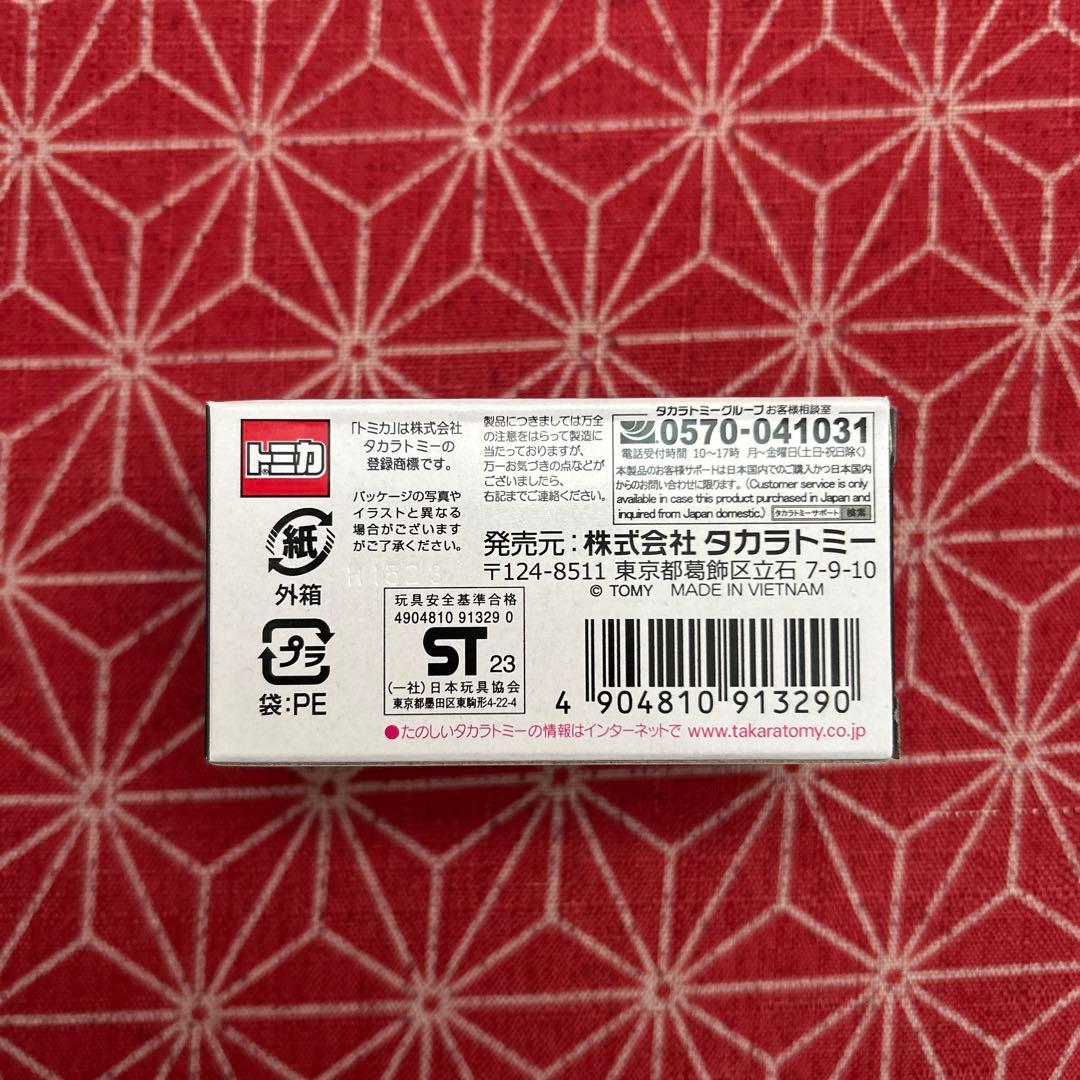 トミカ
®
「トミカ」は株式会社
タカラトミーの
登録商標です。
パッケージの写真や
イラストと異なる
場合がございます
がご了承ください。
製品につきましては万全
の注意をはらって製造に
当たっておりますが、
万一お気づきの点などが
ございましたら、
右記までご連絡ください。
タカラトミーグループお客様相談室
0570-041031
電話受付時間 10〜17時 月〜金曜日(土日・祝日除く)
本製品のお客様サポートは日本国内でのご購入かつ日本国内
からのお問い合わせに限ります。(Customer service is only
available in case this product purchased in Japan and
inquired from Japan domestic.) タカラトミーサポート 検索
紙
外箱
プラ
袋:PE
発売元:株式会社 タカラトミー
〒124-8511 東京都葛飾区立石 7-9-10
© TOMY MADE IN VIETNAM
玩具安全基準合格
4904810 91329 0
ST 23
(一社)日本玩具協会
東京都墨田区東駒形4-22-4
4 904810 913290
●たのしいタカラトミーの情報はインターネットで www.takaratomy.co.jp